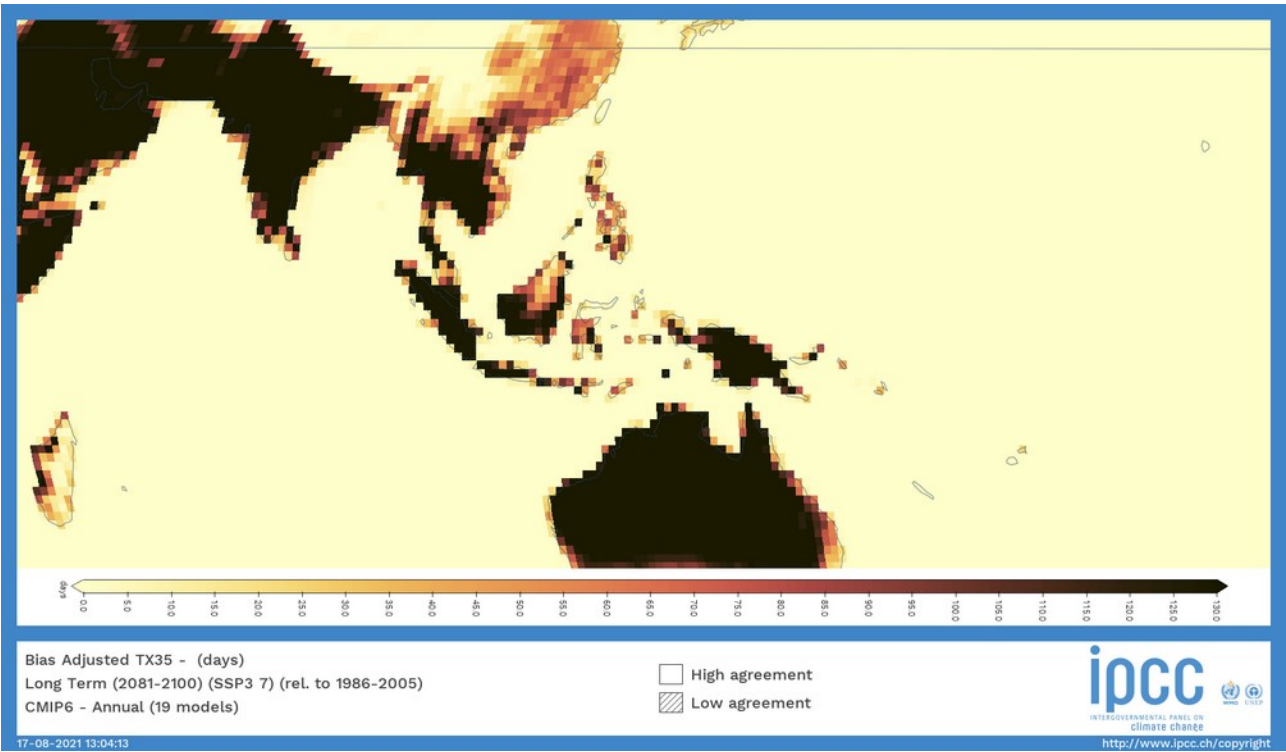 days
0.0 5.0 10.0 15.0 20.0 25.0 30.0 35.0 40.0 45.0 50.0 55.0 60.0 65.0 70.0 75.0 80.0 85.0 90.0 95.0 100.0 105.0 110.0 115.0 120.0 125.0 130.0
Bias Adjusted TX35 - (days)
Long Term (2081-2100) (SSP3 7) (rel. to 1986-2005)
CMIP6 - Annual (19 models)
High agreement
Low agreement
ipcc
INTERGOVERNMENTAL PANEL ON
climate change
WMO UNEP
17-08-2021 13:04:13
http://www.ipcc.ch/copyright